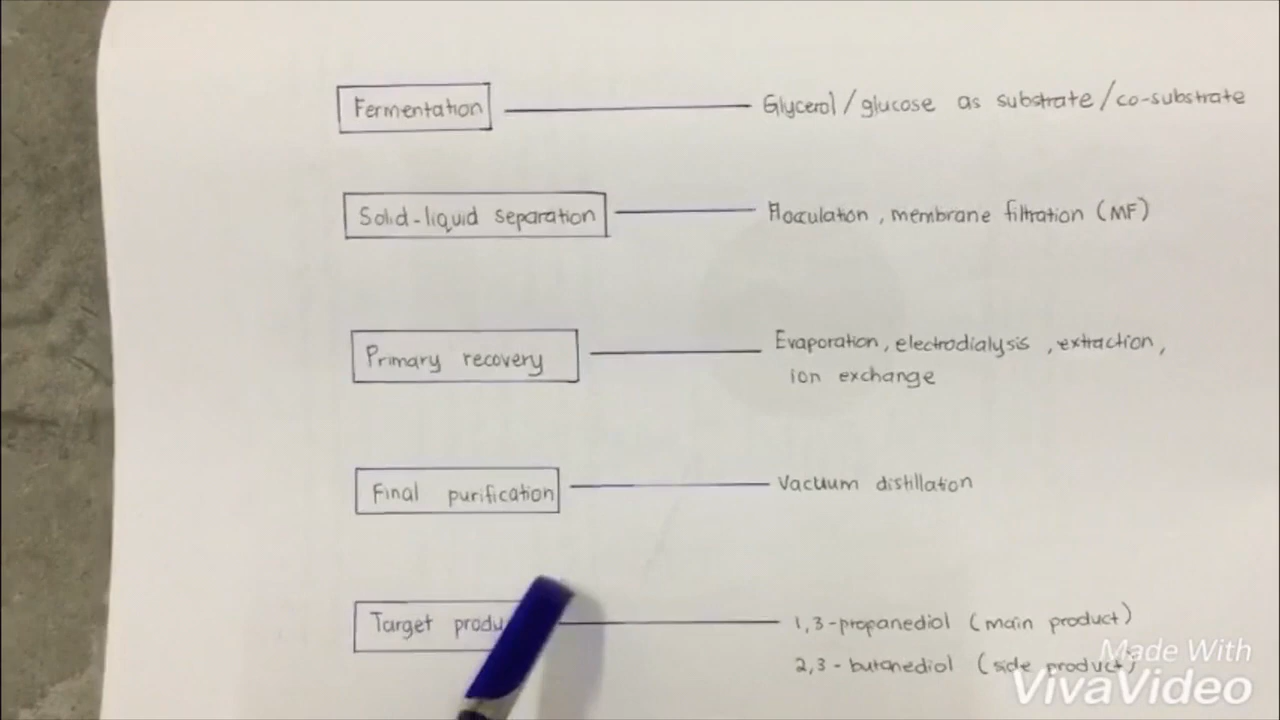 Fermentation
Glycerol/glucose as substrate/co-substrate
Solid-liquid separation
Flocculation, membrane filtration (MF)
Primary recovery
Evaporation, electrodialysis, extraction,
ion exchange
Final purification
Vacuum distillation
Target produ
1,3-propanediol (main product)
2,3-butanediol (side product)
Made With
VivaVideo